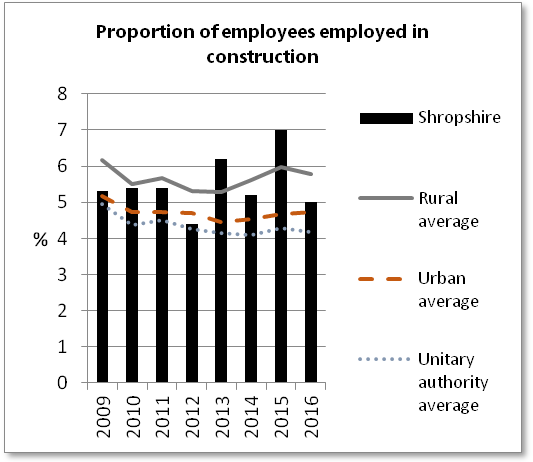 Proportion of employees employed in
construction
8
7
6
5
4
3
2
1
0
%
2009
2010
2011
2012
2013
2014
2015
2016
Shropshire
Rural
average
Urban
average
Unitary
authority
average